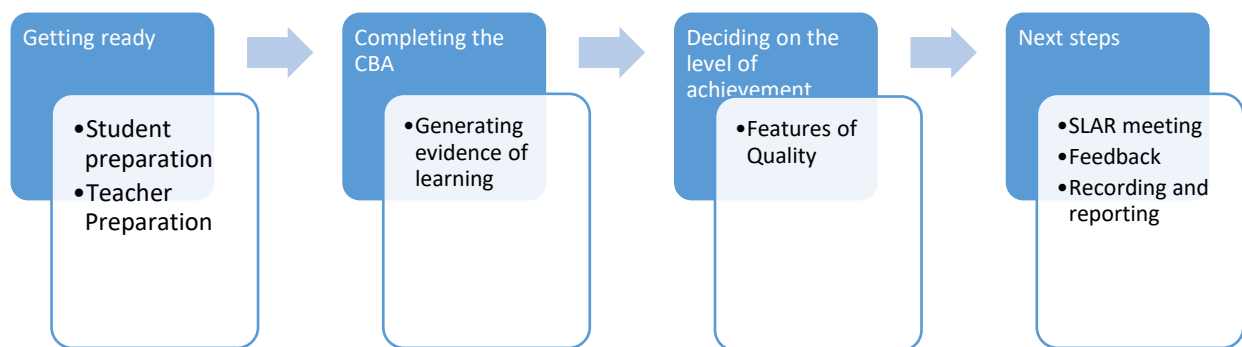 Getting ready
•Student
preparation
•Teacher
Preparation
Completing the
CBA
•Generating
evidence of
learning
Deciding on the
level of
achievement
•Features of
Quality
Next steps
•SLAR meeting
•Feedback
•Recording and
reporting